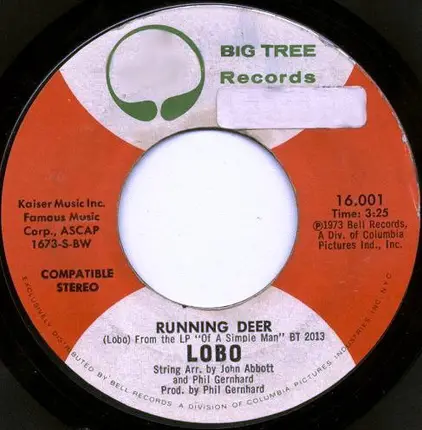 BIG TREE
Records
Kaiser Music Inc.
Famous Music
Corp., ASCAP
1673-S-BW
COMPATIBLE
STEREO
16.001
Time: 3:25
Ⓟ1973 Bell Records,
A Div. of Columbia
Pictures Ind., Inc.
RUNNING DEER
(Lobo) From the LP "Of A Simple Man" BT 2013
LOBO
String Arr. by John Abbott
and Phil Gernhard
Prod. by Phil Gernhard
EXCLUSIVELY DISTRIBUTED BY BELL RECORDS A DIVISION OF COLUMBIA PICTURES INDUSTRIES INC. N.Y.C.